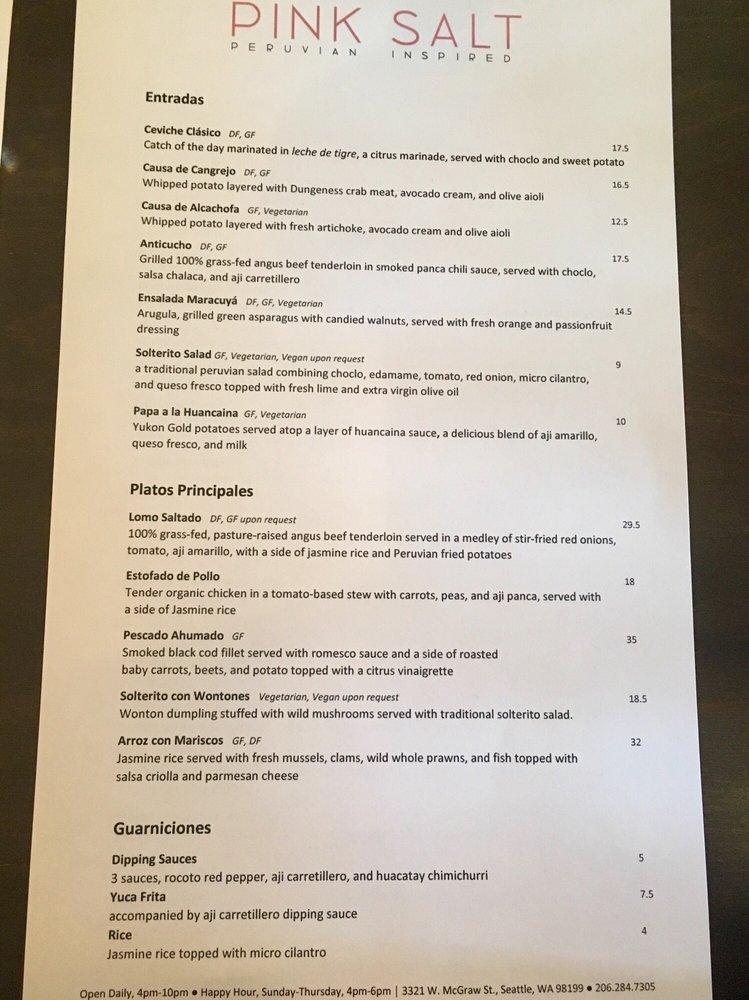 PINK SALT
PERUVIAN INSPIRED
Entradas
Ceviche Clásico DF, GF
Catch of the day marinated in leche de tigre, a citrus marinade, served with choclo and sweet potato 17.5
Causa de Cangrejo DF, GF
Whipped potato layered with Dungeness crab meat, avocado cream, and olive aioli 16.5
Causa de Alcachofa GF, Vegetarian
Whipped potato layered with fresh artichoke, avocado cream and olive aioli 12.5
Anticucho DF, GF
Grilled 100% grass-fed angus beef tenderloin in smoked panca chili sauce, served with choclo, 17.5
salsa chalaca, and aji carretillero
Ensalada Maracuyá DF, GF, Vegetarian
Arugula, grilled green asparagus with candied walnuts, served with fresh orange and passionfruit 14.5
dressing
Solterito Salad GF, Vegetarian, Vegan upon request 9
a traditional peruvian salad combining choclo, edamame, tomato, red onion, micro cilantro,
and queso fresco topped with fresh lime and extra virgin olive oil
Papa a la Huancaina GF, Vegetarian 10
Yukon Gold potatoes served atop a layer of huancaina sauce, a delicious blend of aji amarillo,
queso fresco, and milk
Platos Principales
Lomo Saltado DF, GF upon request 29.5
100% grass-fed, pasture-raised angus beef tenderloin served in a medley of stir-fried red onions,
tomato, aji amarillo, with a side of jasmine rice and Peruvian fried potatoes
Estofado de Pollo 18
Tender organic chicken in a tomato-based stew with carrots, peas, and aji panca, served with
a side of Jasmine rice
Pescado Ahumado GF 35
Smoked black cod fillet served with romesco sauce and a side of roasted
baby carrots, beets, and potato topped with a citrus vinaigrette
Solterito con Wontones Vegetarian, Vegan upon request 18.5
Wonton dumpling stuffed with wild mushrooms served with traditional solterito salad.
Arroz con Mariscos GF, DF 32
Jasmine rice served with fresh mussels, clams, wild whole prawns, and fish topped with
salsa criolla and parmesan cheese
Guarniciones
Dipping Sauces 5
3 sauces, rocoto red pepper, aji carretillero, and huacatay chimichurri
Yuca Frita 7.5
accompanied by aji carretillero dipping sauce
Rice 4
Jasmine rice topped with micro cilantro
Open Daily, 4pm-10pm ● Happy Hour, Sunday-Thursday, 4pm-6pm | 3321 W. McGraw St., Seattle, WA 98199 ● 206.284.7305